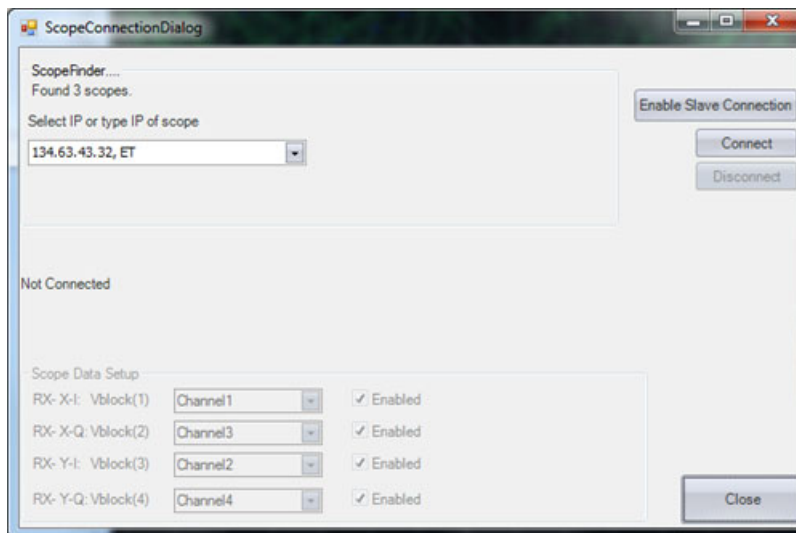 ScopeConnectionDialog
ScopeFinder....
Found 3 scopes.
Select IP or type IP of scope
134.63.43.32, ET
Enable Slave Connection
Connect
Disconnect
Not Connected
Scope Data Setup
RX- X-I: Vblock(1) Channel1 Enabled
RX- X-Q: Vblock(2) Channel3 Enabled
RX- Y-I: Vblock(3) Channel2 Enabled
RX- Y-Q: Vblock(4) Channel4 Enabled
Close